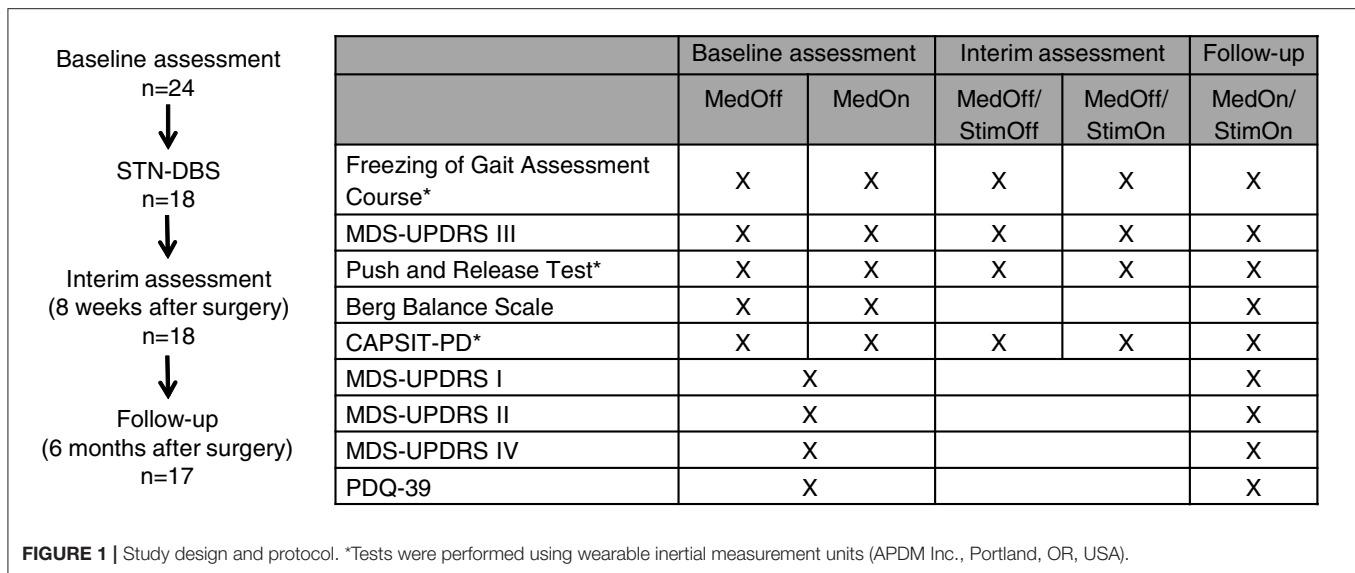 Baseline assessment
n=24
STN-DBS
n=18
Interim assessment
(8 weeks after surgery)
n=18
Follow-up
(6 months after surgery)
n=17
Baseline assessment Interim assessment Follow-up
MedOff MedOn MedOff/ StimOff MedOff/ StimOn MedOn/ StimOn
Freezing of Gait Assessment
Course* X X X X X
MDS-UPDRS III X X X X X
Push and Release Test* X X X X X
Berg Balance Scale X X X
CAPSIT-PD* X X X X X
MDS-UPDRS I X X
MDS-UPDRS II X X
MDS-UPDRS IV X X
PDQ-39 X X
FIGURE 1 | Study design and protocol. *Tests were performed using wearable inertial measurement units (APDM Inc., Portland, OR, USA).